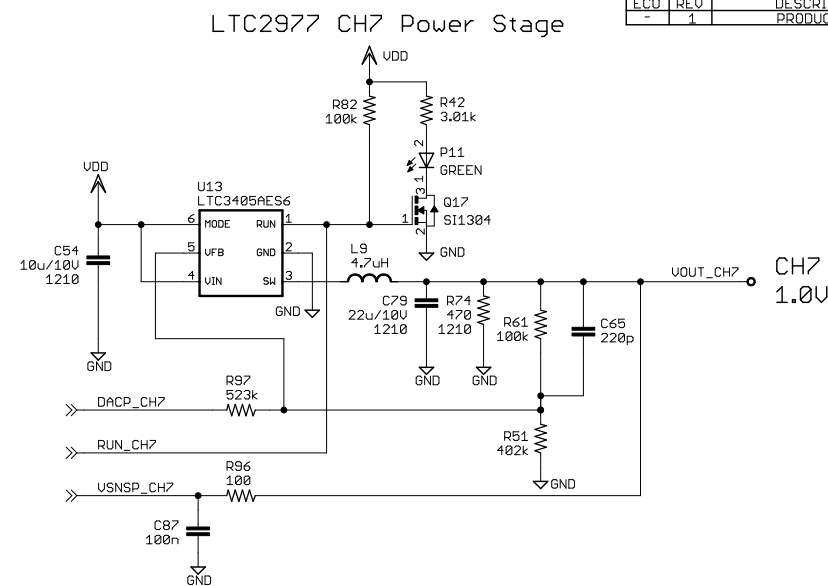 LTC2977 CH7 Power Stage
ECO REV DESCRI
- 1 PRODUC
VDD
R82
100k
R42
3.01k
2
P11
GREEN
1
3
Q17
SI1304
1
2
GND
VDD
U13
LTC3405AES6
6 MODE RUN 1
5 VFB GND 2
4 VIN SW 3
C54
10u/10V
1210
GND
GND
L9
4.7uH
C79
22u/10V
1210
R74
470
1210
R61
100k
C65
220p
VOUT_CH7
CH7
1.0V
GND
GND
DACP_CH7
R97
523k
RUN_CH7
R51
402k
GND
VSNSP_CH7
R96
100
C87
100n
GND